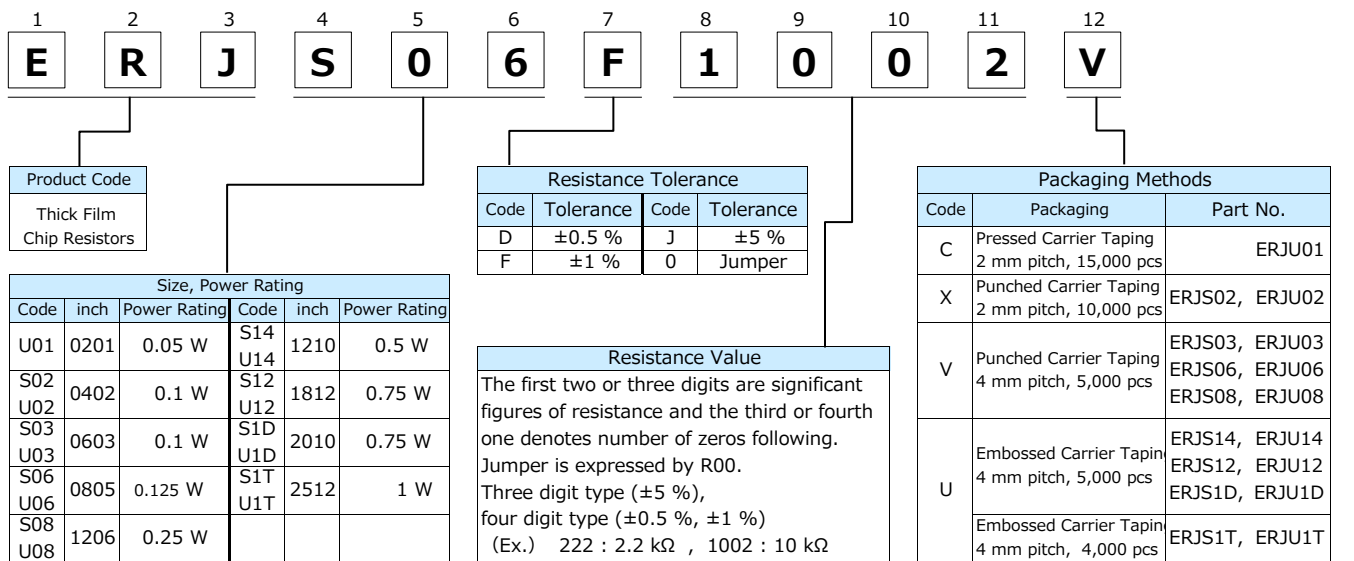 1 2 3 4 5 6 7 8 9 10 11 12
E R J S 0 6 F 1 0 0 2 V
Product Code
Thick Film
Chip Resistors
Size, Power Rating
Code inch Power Rating Code inch Power Rating
U01 0201 0.05 W S14 U14 1210 0.5 W
S02 U02 0402 0.1 W S12 U12 1812 0.75 W
S03 U03 0603 0.1 W S1D U1D 2010 0.75 W
S06 U06 0805 0.125 W S1T U1T 2512 1 W
S08 U08 1206 0.25 W
Resistance Tolerance
Code Tolerance Code Tolerance
D ±0.5 % J ±5 %
F ±1 % 0 Jumper
Resistance Value
The first two or three digits are significant
figures of resistance and the third or fourth
one denotes number of zeros following.
Jumper is expressed by R00.
Three digit type (±5 %),
four digit type (±0.5 %, ±1 %)
(Ex.) 222 : 2.2 kΩ , 1002 : 10 kΩ
Packaging Methods
Code Packaging Part No.
C Pressed Carrier Taping
2 mm pitch, 15,000 pcs ERJU01
X Punched Carrier Taping
2 mm pitch, 10,000 pcs ERJS02, ERJU02
V Punched Carrier Taping
4 mm pitch, 5,000 pcs
ERJS03, ERJU03
ERJS06, ERJU06
ERJS08, ERJU08
U Embossed Carrier Tapin
4 mm pitch, 5,000 pcs
ERJS14, ERJU14
ERJS12, ERJU12
ERJS1D, ERJU1D
Embossed Carrier Tapin
4 mm pitch, 4,000 pcs ERJS1T, ERJU1T